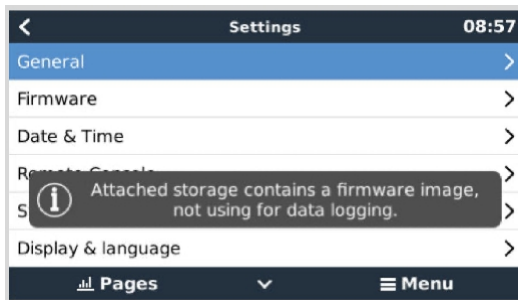 Settings
08:57
General
Firmware
Date & Time
Attached storage contains a firmware image,
not using for data logging.
Display & language
Pages
Menu